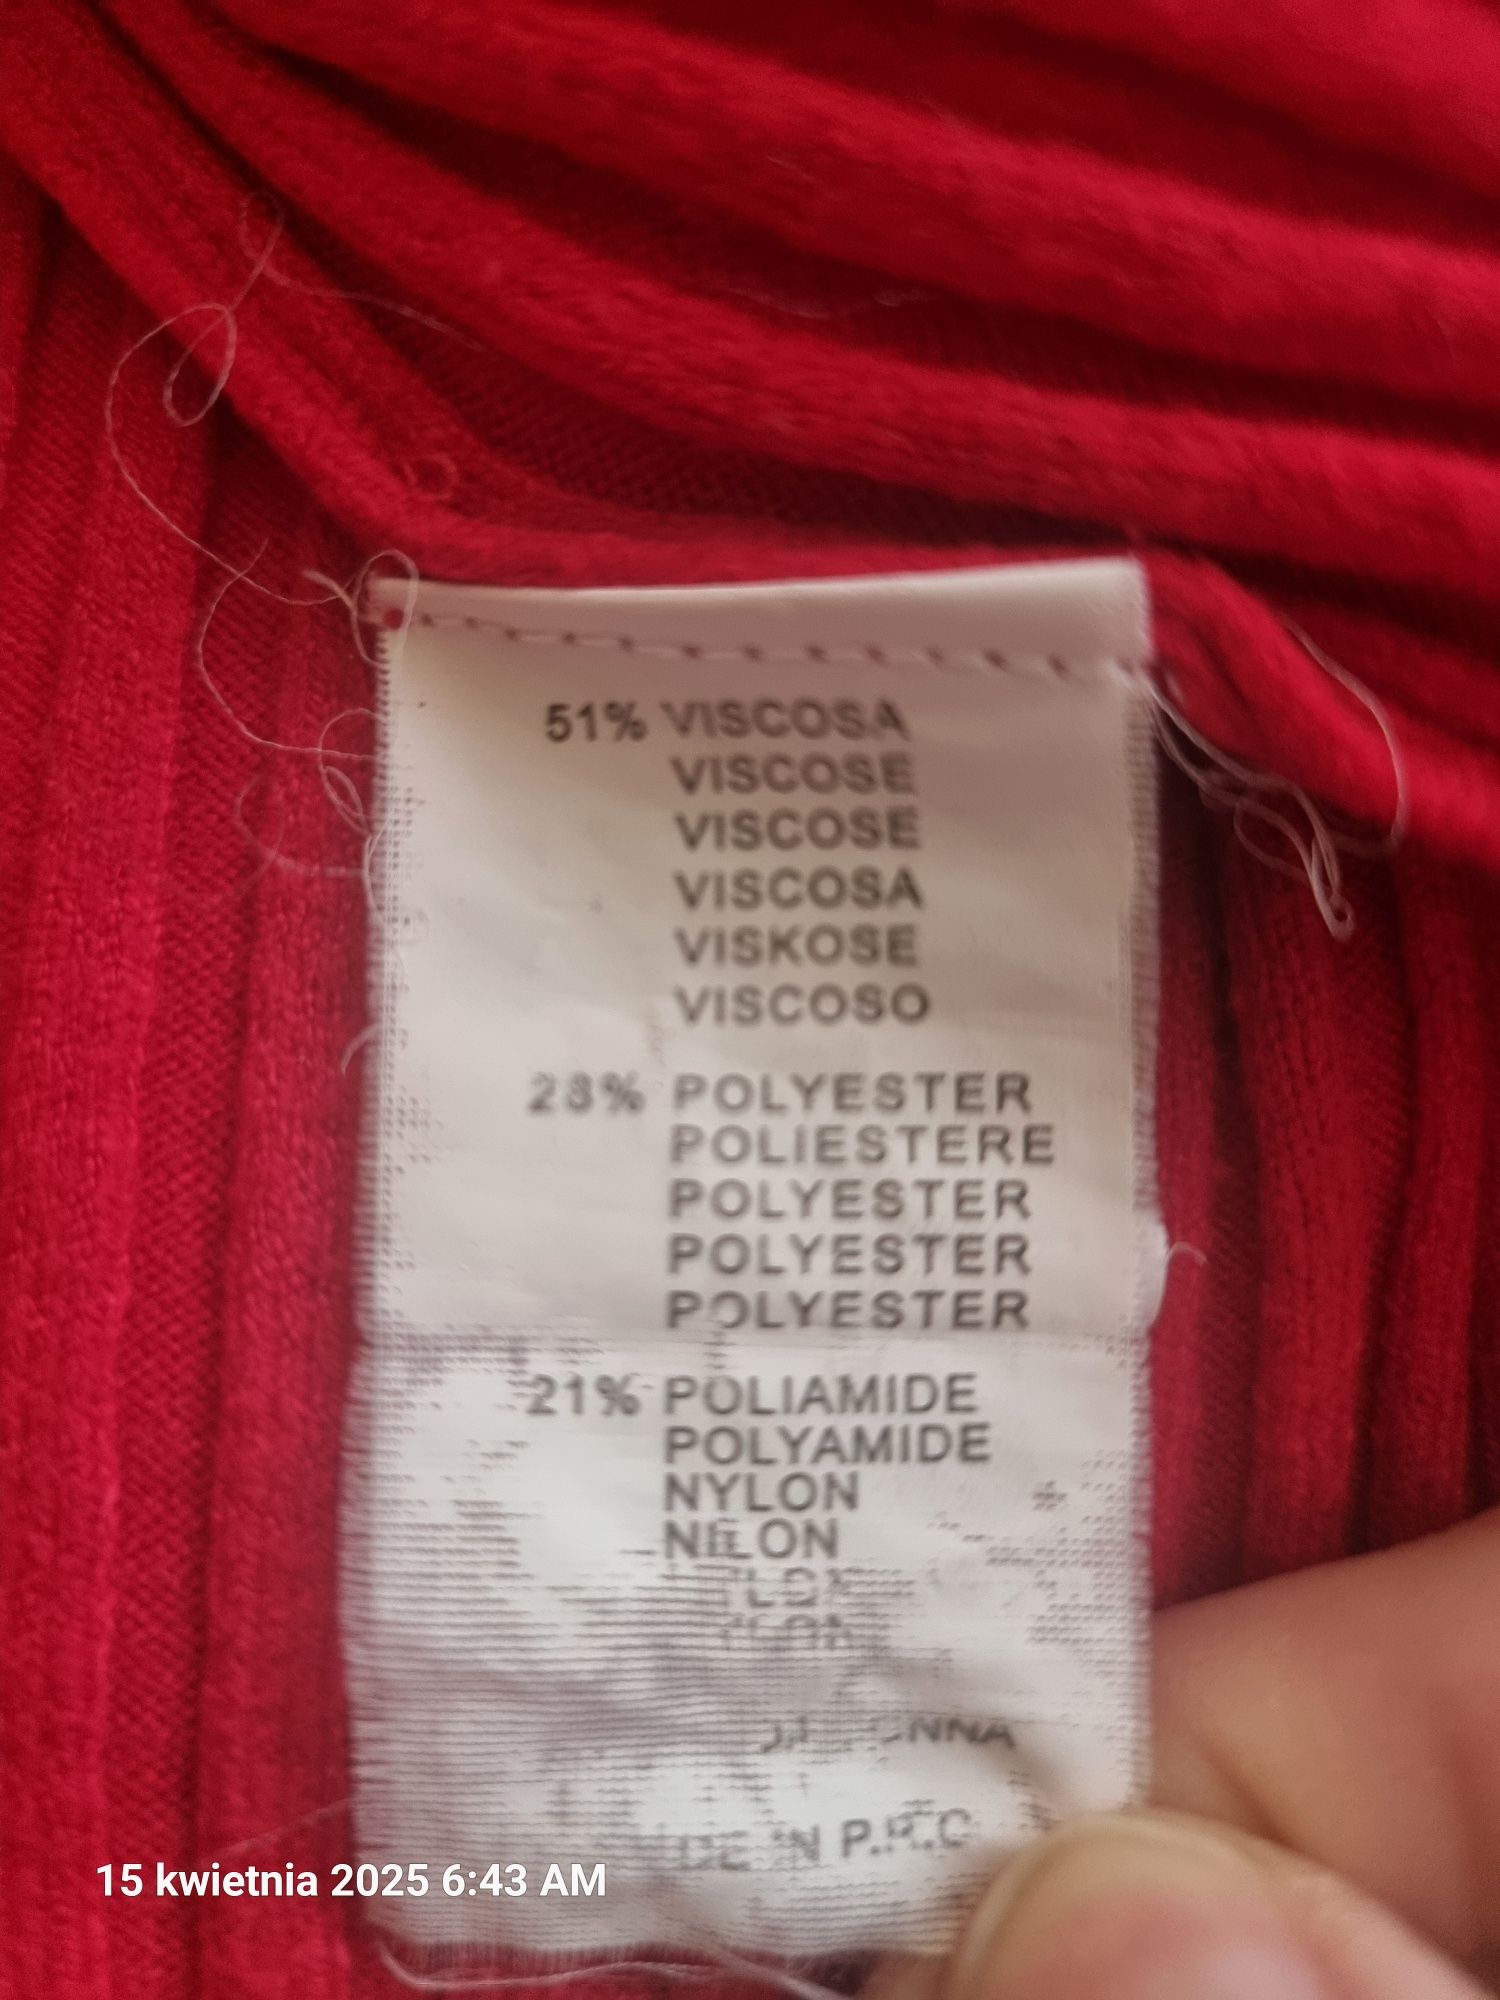 51% VISCOSA
VISCOSE
VISCOSE
VISCOSA
VISKOSE
VISCOSO
28% POLYESTER
POLIESTERE
POLYESTER
POLYESTER
POLYESTER
21% POLIAMIDE
POLYAMIDE
NYLON
NILON
P.R.C
15 kwietnia 2025 6:43 AM